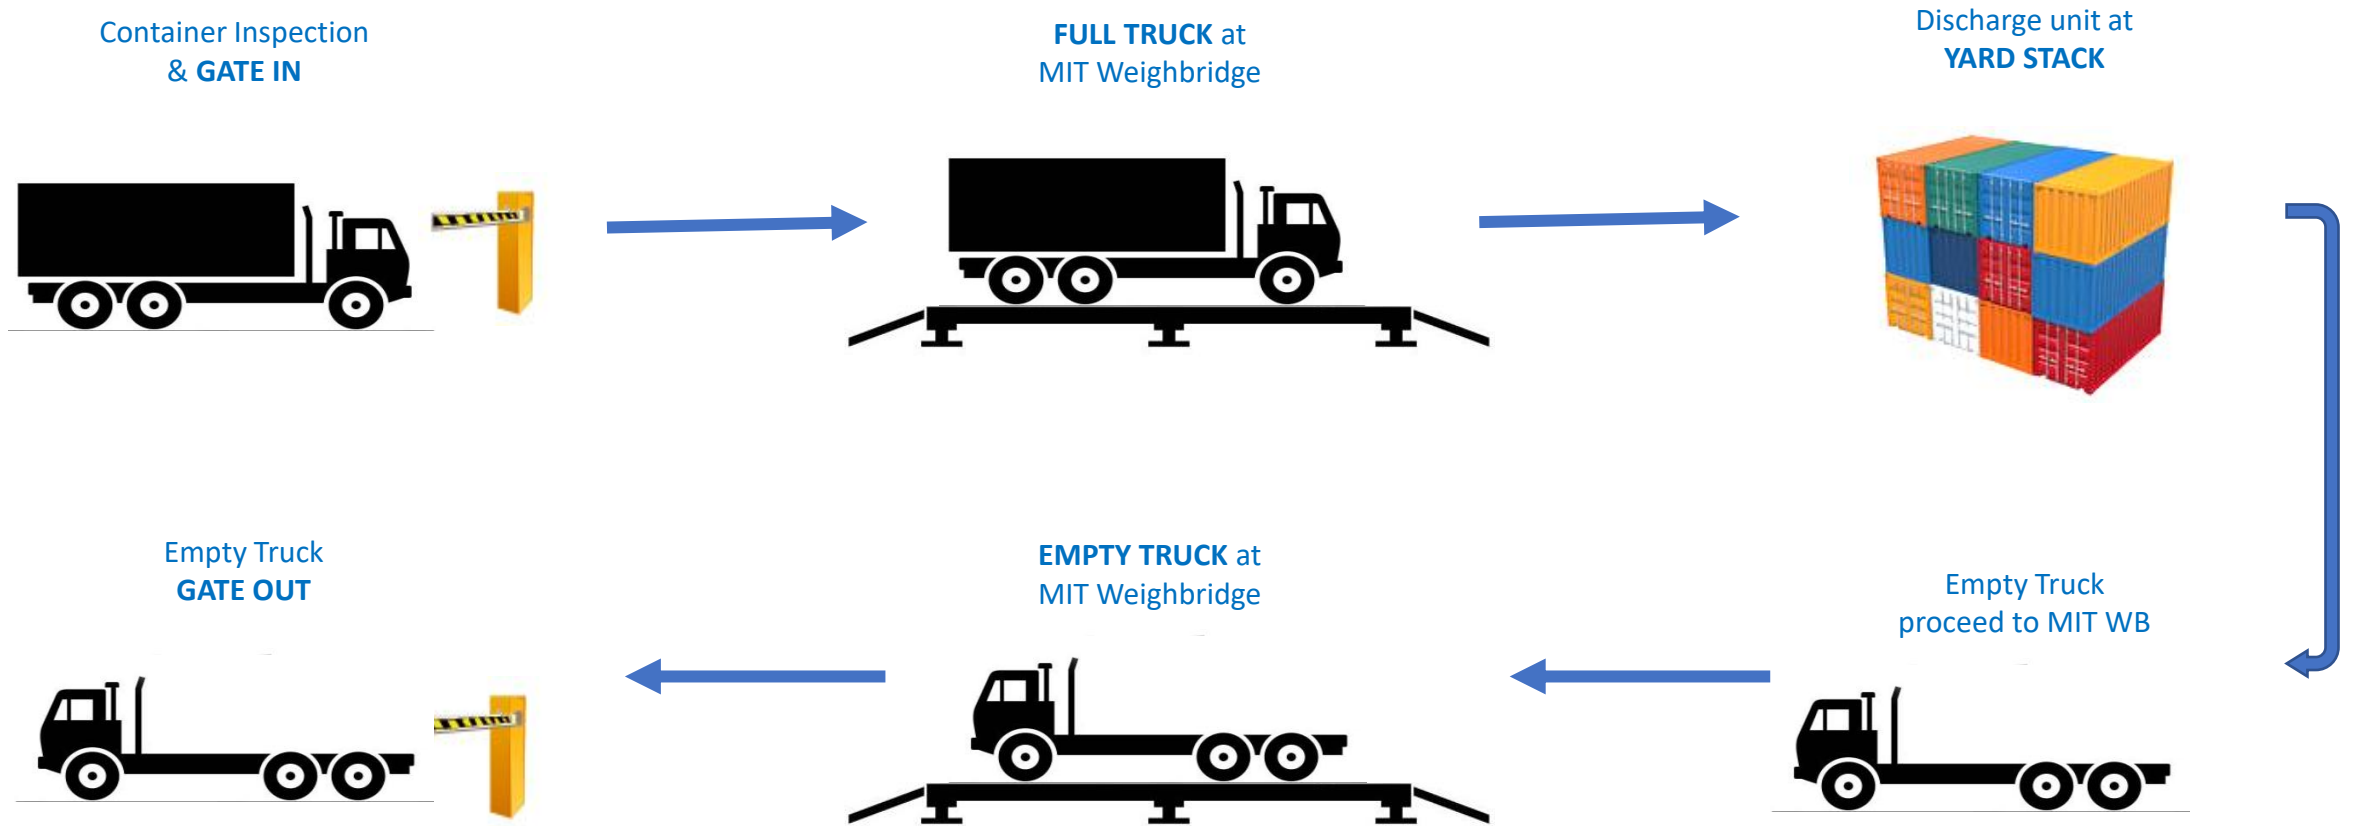 Container Inspection
& GATE IN
FULL TRUCK at
MIT Weighbridge
Discharge unit at
YARD STACK
Empty Truck
GATE OUT
EMPTY TRUCK at
MIT Weighbridge
Empty Truck
proceed to MIT WB